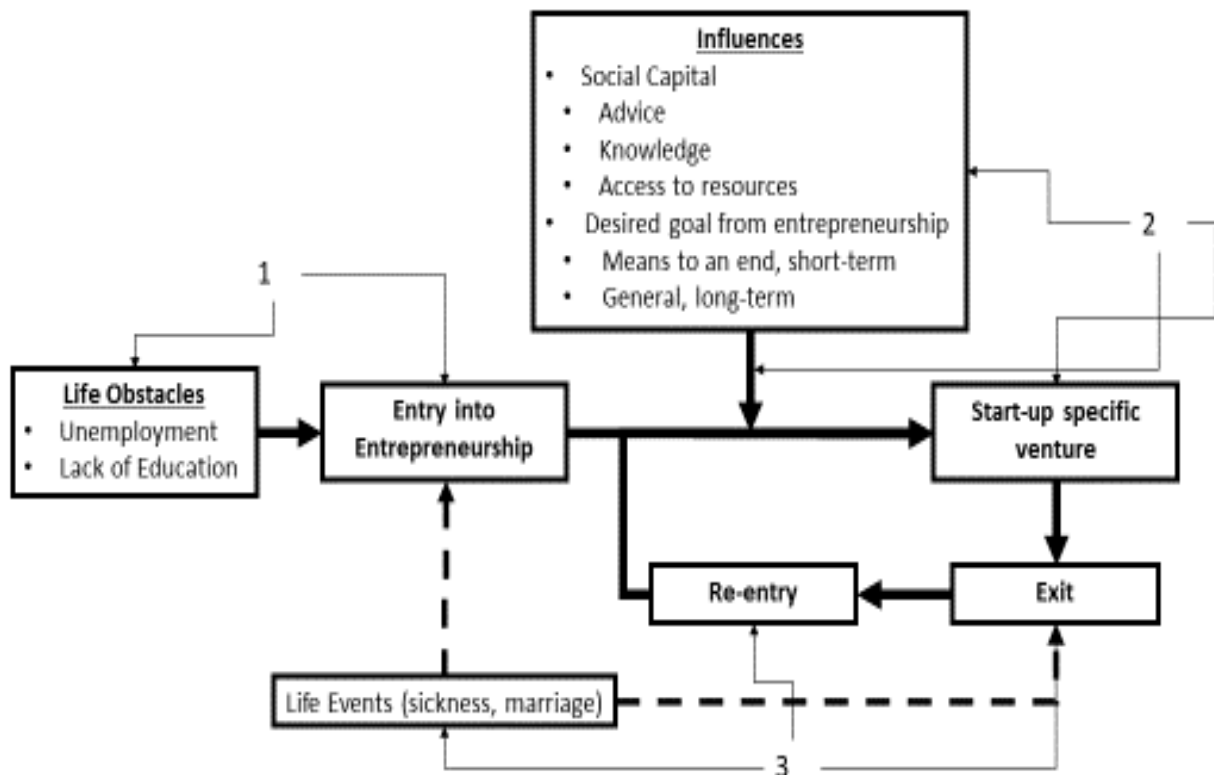 Influences
• Social Capital
• Advice
• Knowledge
• Access to resources
• Desired goal from entrepreneurship
• Means to an end, short-term
• General, long-term
2
1
Life Obstacles
• Unemployment
• Lack of Education
Entry into
Entrepreneurship
Start-up specific
venture
Re-entry
Exit
Life Events (sickness, marriage)
3